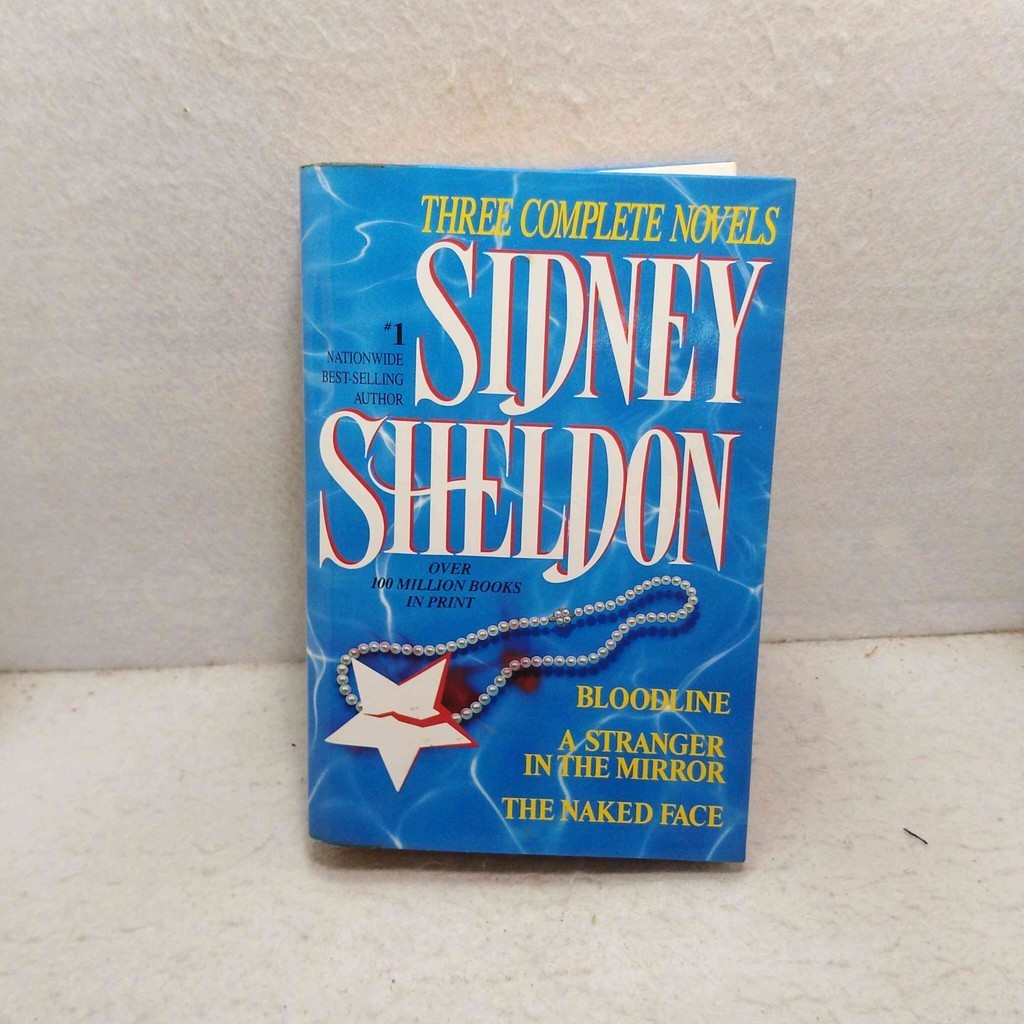 THREE COMPLETE NOVELS
SIDNEY
#1
NATIONWIDE
BEST-SELLING
AUTHOR
SHELDON
OVER
100 MILLION BOOKS
IN PRINT
BLOODLINE
A STRANGER
IN THE MIRROR
THE NAKED FACE